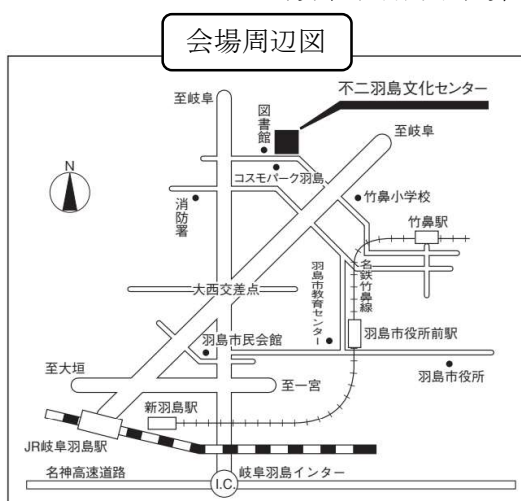 会場周辺図
不二羽島文化センター
至岐阜
図書館
至岐阜
N
コスモパーク羽島
竹鼻小学校
消防署
竹鼻駅
名鉄竹鼻線
羽島市教育センター
大西交差点
羽島市役所前駅
羽島市民会館
至大垣
至一宮
羽島市役所
新羽島駅
JR岐阜羽島駅
名神高速道路
I.C.
岐阜羽島インター